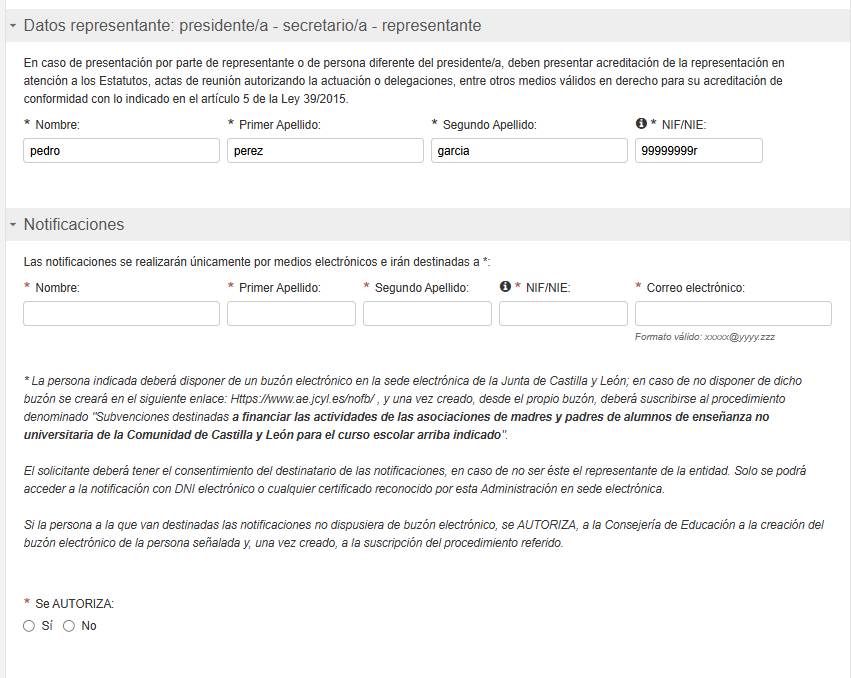 Datos representante: presidente/a - secretario/a - representante
En caso de presentación por parte de representante o de persona diferente del presidente/a, deben presentar acreditación de la representación en
atención a los Estatutos, actas de reunión autorizando la actuación o delegaciones, entre otros medios válidos en derecho para su acreditación de
conformidad con lo indicado en el artículo 5 de la Ley 39/2015.
* Nombre: * Primer Apellido: * Segundo Apellido: * NIF/NIE:
pedro perez garcia 99999999r
Notificaciones
Las notificaciones se realizarán únicamente por medios electrónicos e irán destinadas a *:
* Nombre: * Primer Apellido: * Segundo Apellido: * NIF/NIE: * Correo electrónico:
Formato válido: xxxxx@yyyy.zzz
* La persona indicada deberá disponer de un buzón electrónico en la sede electrónica de la Junta de Castilla y León; en caso de no disponer de dicho
buzón se creará en el siguiente enlace: Https://www.ae.jcyl.es/nofb/ , y una vez creado, desde el propio buzón, deberá suscribirse al procedimiento
denominado "Subvenciones destinadas a financiar las actividades de las asociaciones de madres y padres de alumnos de enseñanza no
universitaria de la Comunidad de Castilla y León para el curso escolar arriba indicado".
El solicitante deberá tener el consentimiento del destinatario de las notificaciones, en caso de no ser éste el representante de la entidad. Solo se podrá
acceder a la notificación con DNI electrónico o cualquier certificado reconocido por esta Administración en sede electrónica.
Si la persona a la que van destinadas las notificaciones no dispusiera de buzón electrónico, se AUTORIZA, a la Consejería de Educación a la creación del
buzón electrónico de la persona señalada y, una vez creado, a la suscripción del procedimiento referido.
* Se AUTORIZA:
Sí No